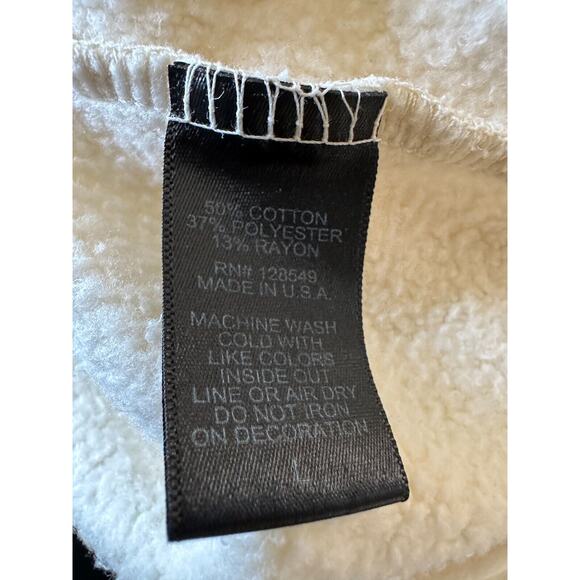 50% COTTON
37% POLYESTER
13% RAYON
RN# 128549
MADE IN U.S.A.
MACHINE WASH
COLD WITH
LIKE COLORS
INSIDE OUT
LINE OR AIR DRY
DO NOT IRON
ON DECORATION
L